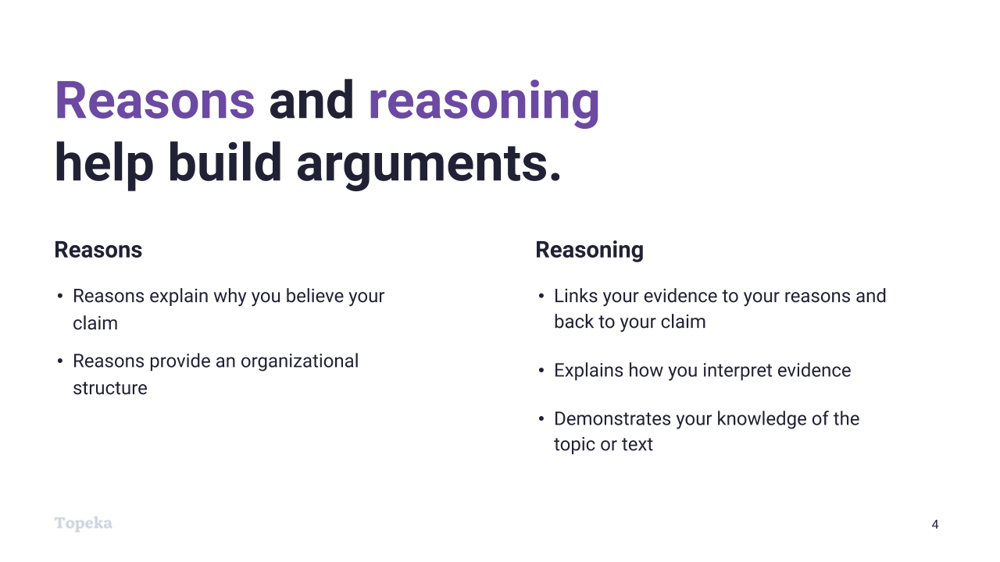 Reasons and reasoning
help build arguments.
Reasons
• Reasons explain why you believe your
claim
• Reasons provide an organizational
structure
Reasoning
• Links your evidence to your reasons and
back to your claim
• Explains how you interpret evidence
• Demonstrates your knowledge of the
topic or text
Topeka
4